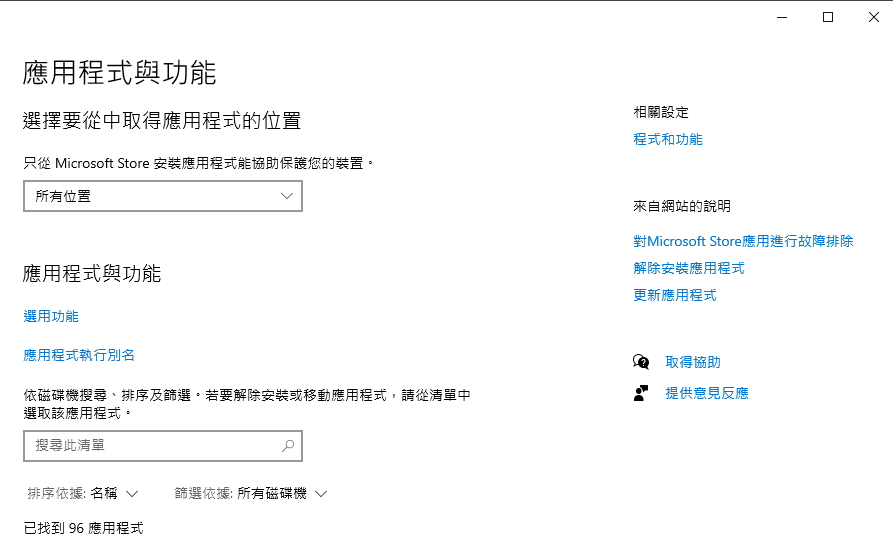 應用程式與功能
選擇要從中取得應用程式的位置
只從 Microsoft Store 安裝應用程式能協助保護您的裝置。
所有位置
應用程式與功能
選用功能
應用程式執行別名
依磁碟機搜尋、排序及篩選。若要解除安裝或移動應用程式，請從清單中
選取該應用程式。
搜尋此清單
排序依據: 名稱
篩選依據: 所有磁碟機
已找到 96 應用程式
相關設定
程式和功能
來自網站的說明
對Microsoft Store應用進行故障排除
解除安裝應用程式
更新應用程式
取得協助
提供意見反應